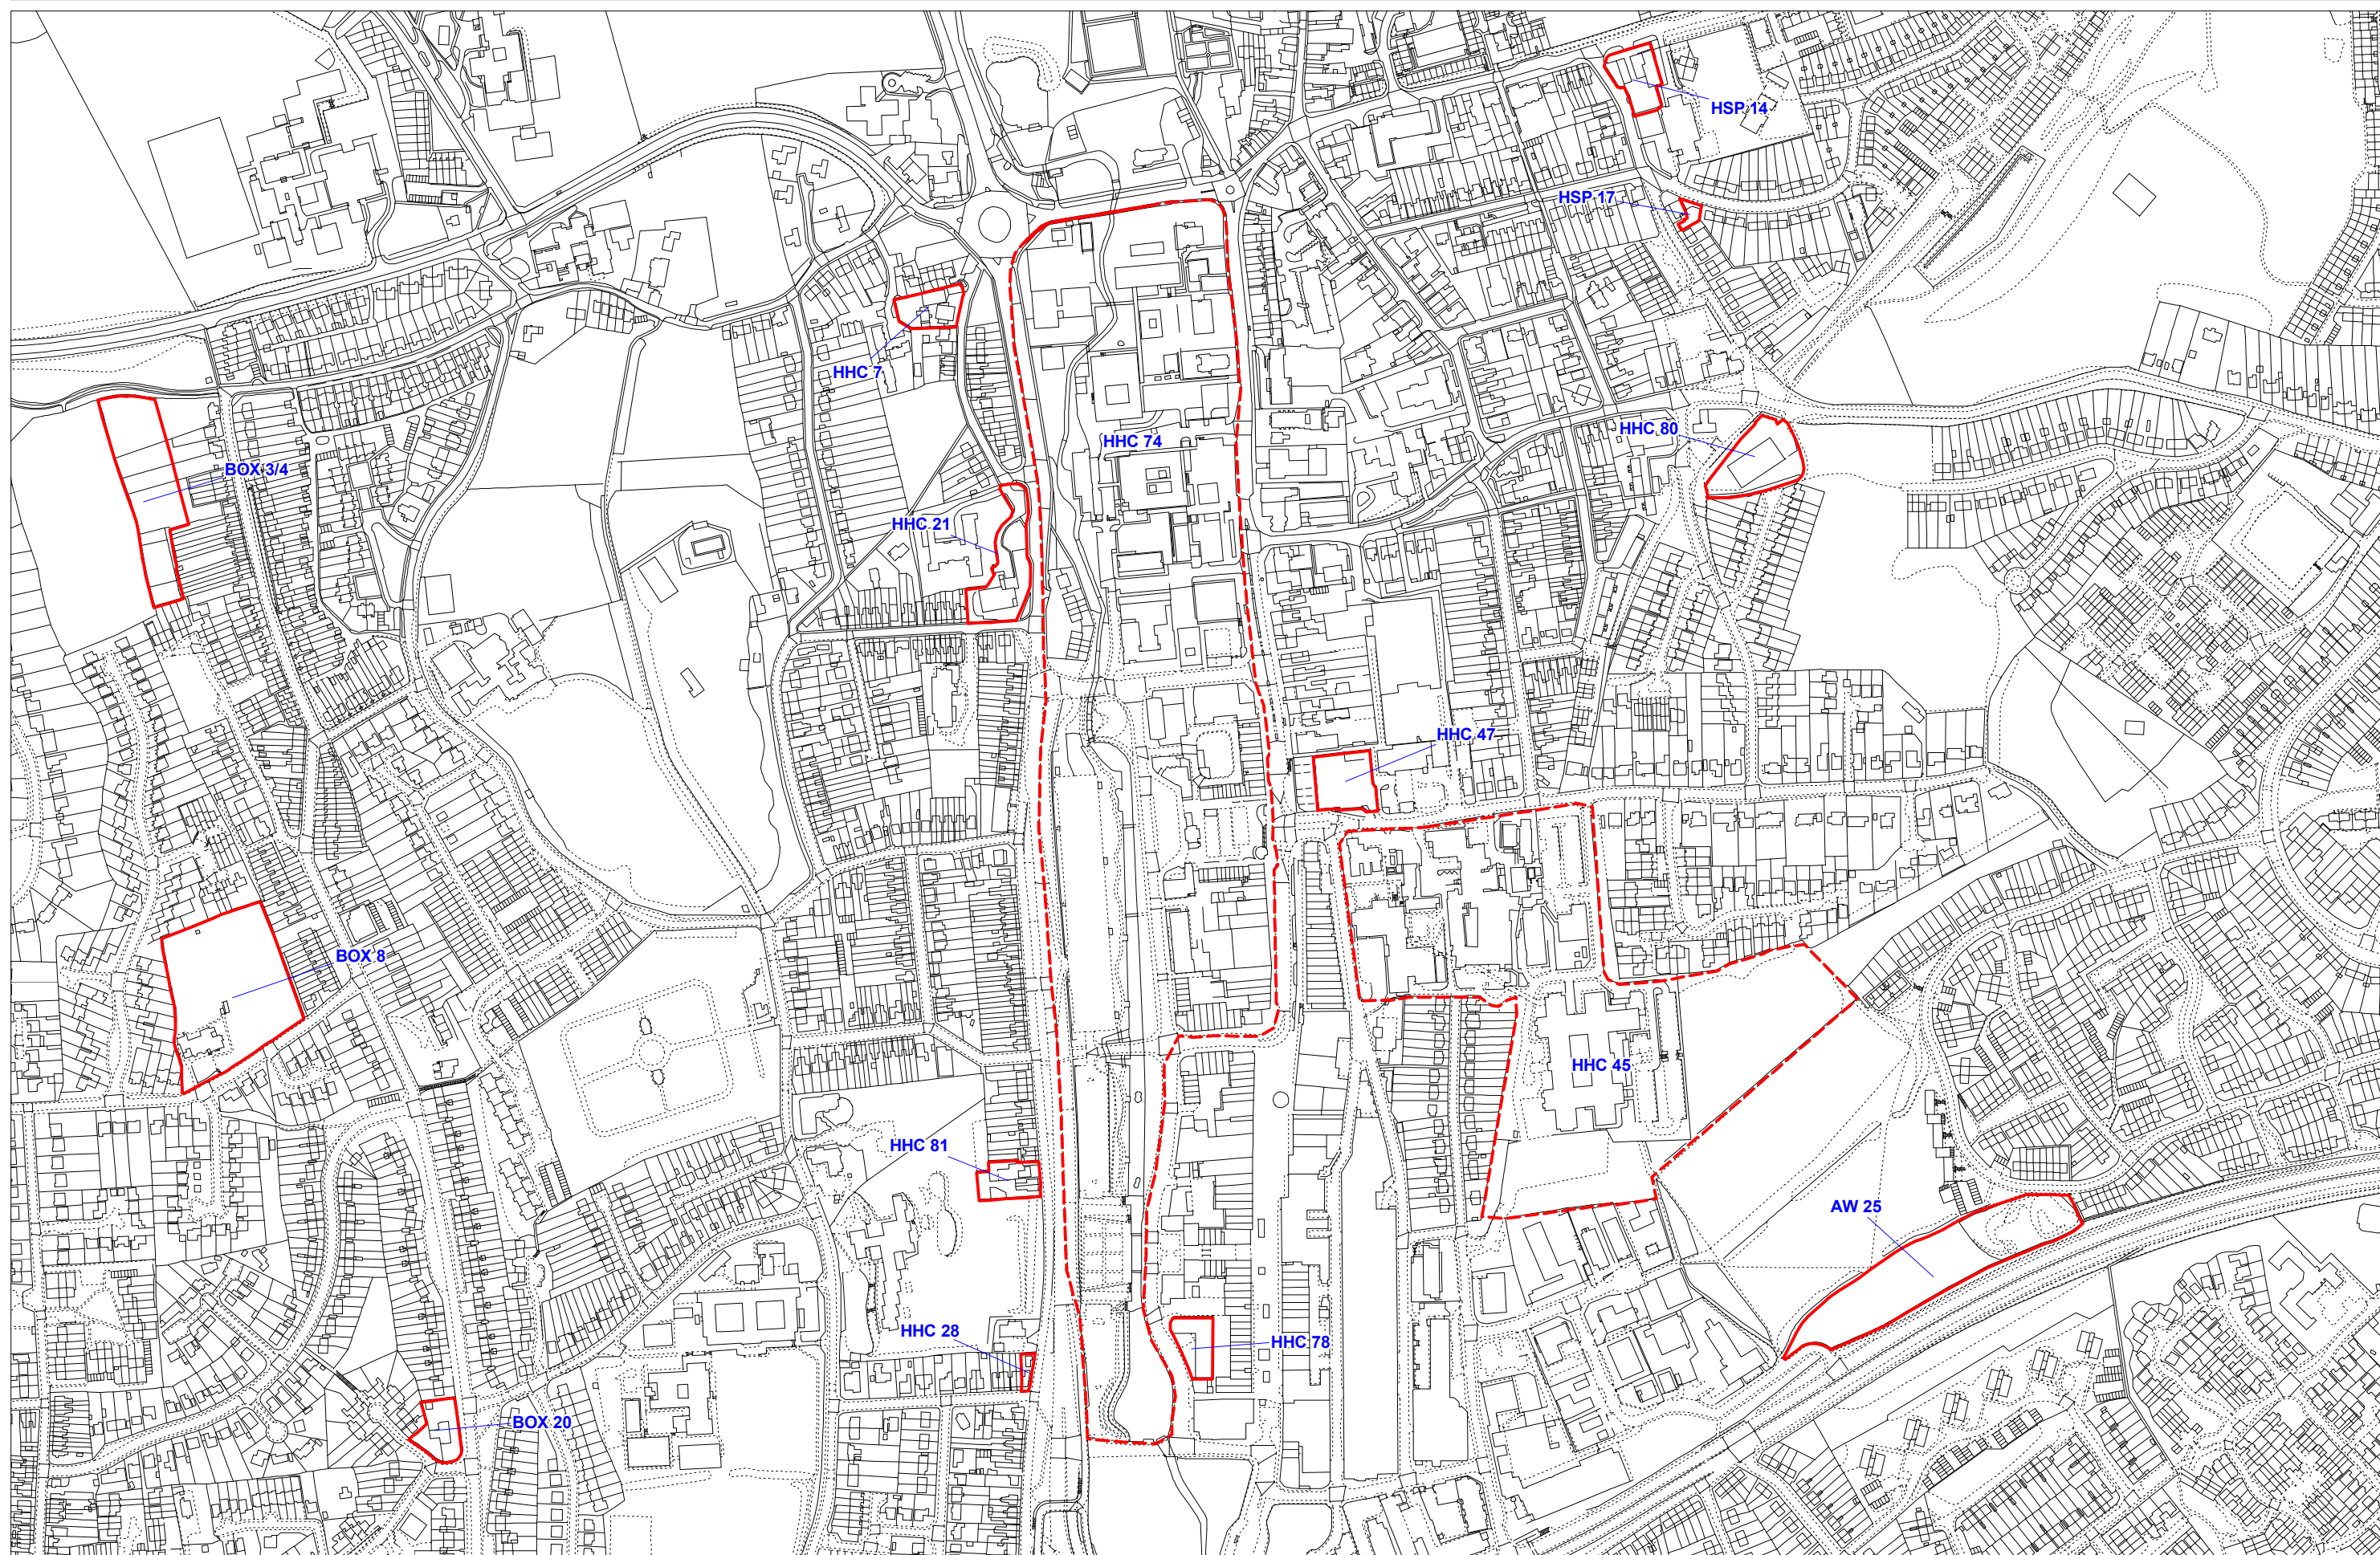 HSP 14
HSP 17
HHC 7
HHC 80
HHC 74
BOX 3/4
HHC 21
HHC 47
BOX 8
HHC 45
HHC 81
AW 25
HHC 28
HHC 78
BOX 20